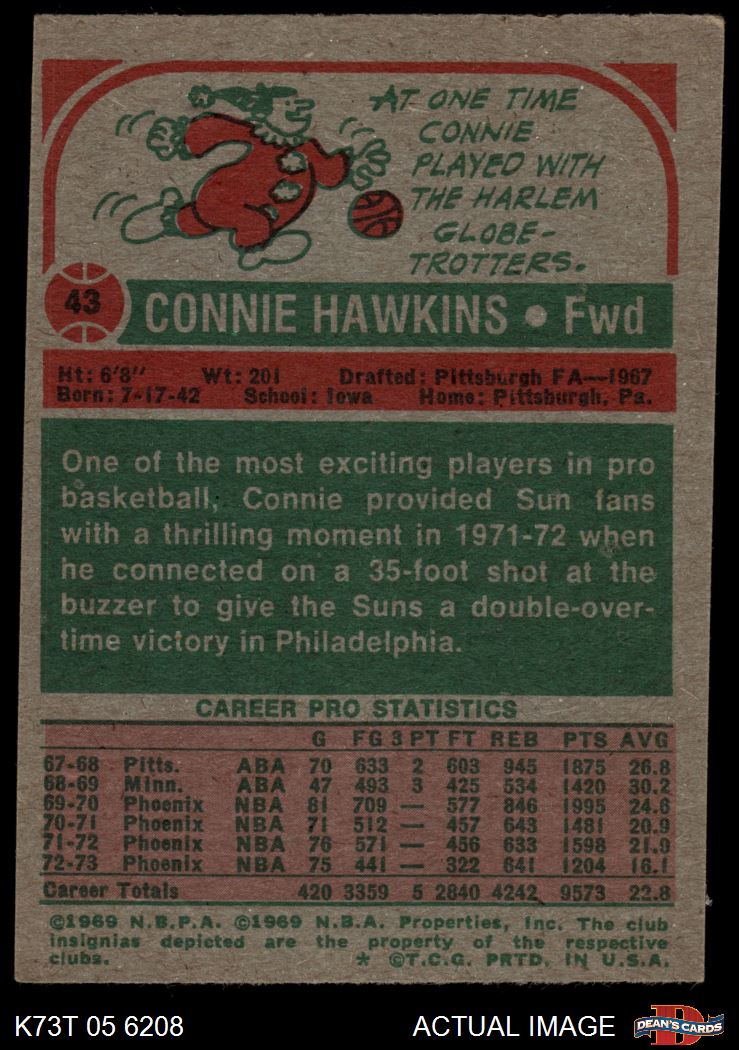 AT ONE TIME
CONNIE
PLAYED WITH
THE HARLEM
GLOBE-
TROTTERS.
43
CONNIE HAWKINS • Fwd
Ht: 6'8" Wt: 201 Drafted: Pittsburgh FA—1967
Born: 7-17-42 School: Iowa Home: Pittsburgh, Pa.
One of the most exciting players in pro
basketball, Connie provided Sun fans
with a thrilling moment in 1971-72 when
he connected on a 35-foot shot at the
buzzer to give the Suns a double-over-
time victory in Philadelphia.
CAREER PRO STATISTICS
G FG 3 PT FT REB PTS AVG
67-68 Pitts. ABA 70 633 2 603 945 1875 26.8
68-69 Minn. ABA 47 493 3 425 534 1420 30.2
69-70 Phoenix NBA 81 709 — 577 846 1995 24.6
70-71 Phoenix NBA 71 512 — 457 643 1481 20.9
71-72 Phoenix NBA 76 571 — 456 633 1598 21.0
72-73 Phoenix NBA 75 441 — 322 641 1204 16.1
Career Totals 420 3359 5 2840 4242 9573 22.8
©1969 N.B.P.A. ©1969 N.B.A. Properties, Inc. The club
insignias depicted are the property of the respective
clubs. * ©T.C.G. PRTD. IN U.S.A.
K73T 05 6208 ACTUAL IMAGE
D
DEAN'S CARDS